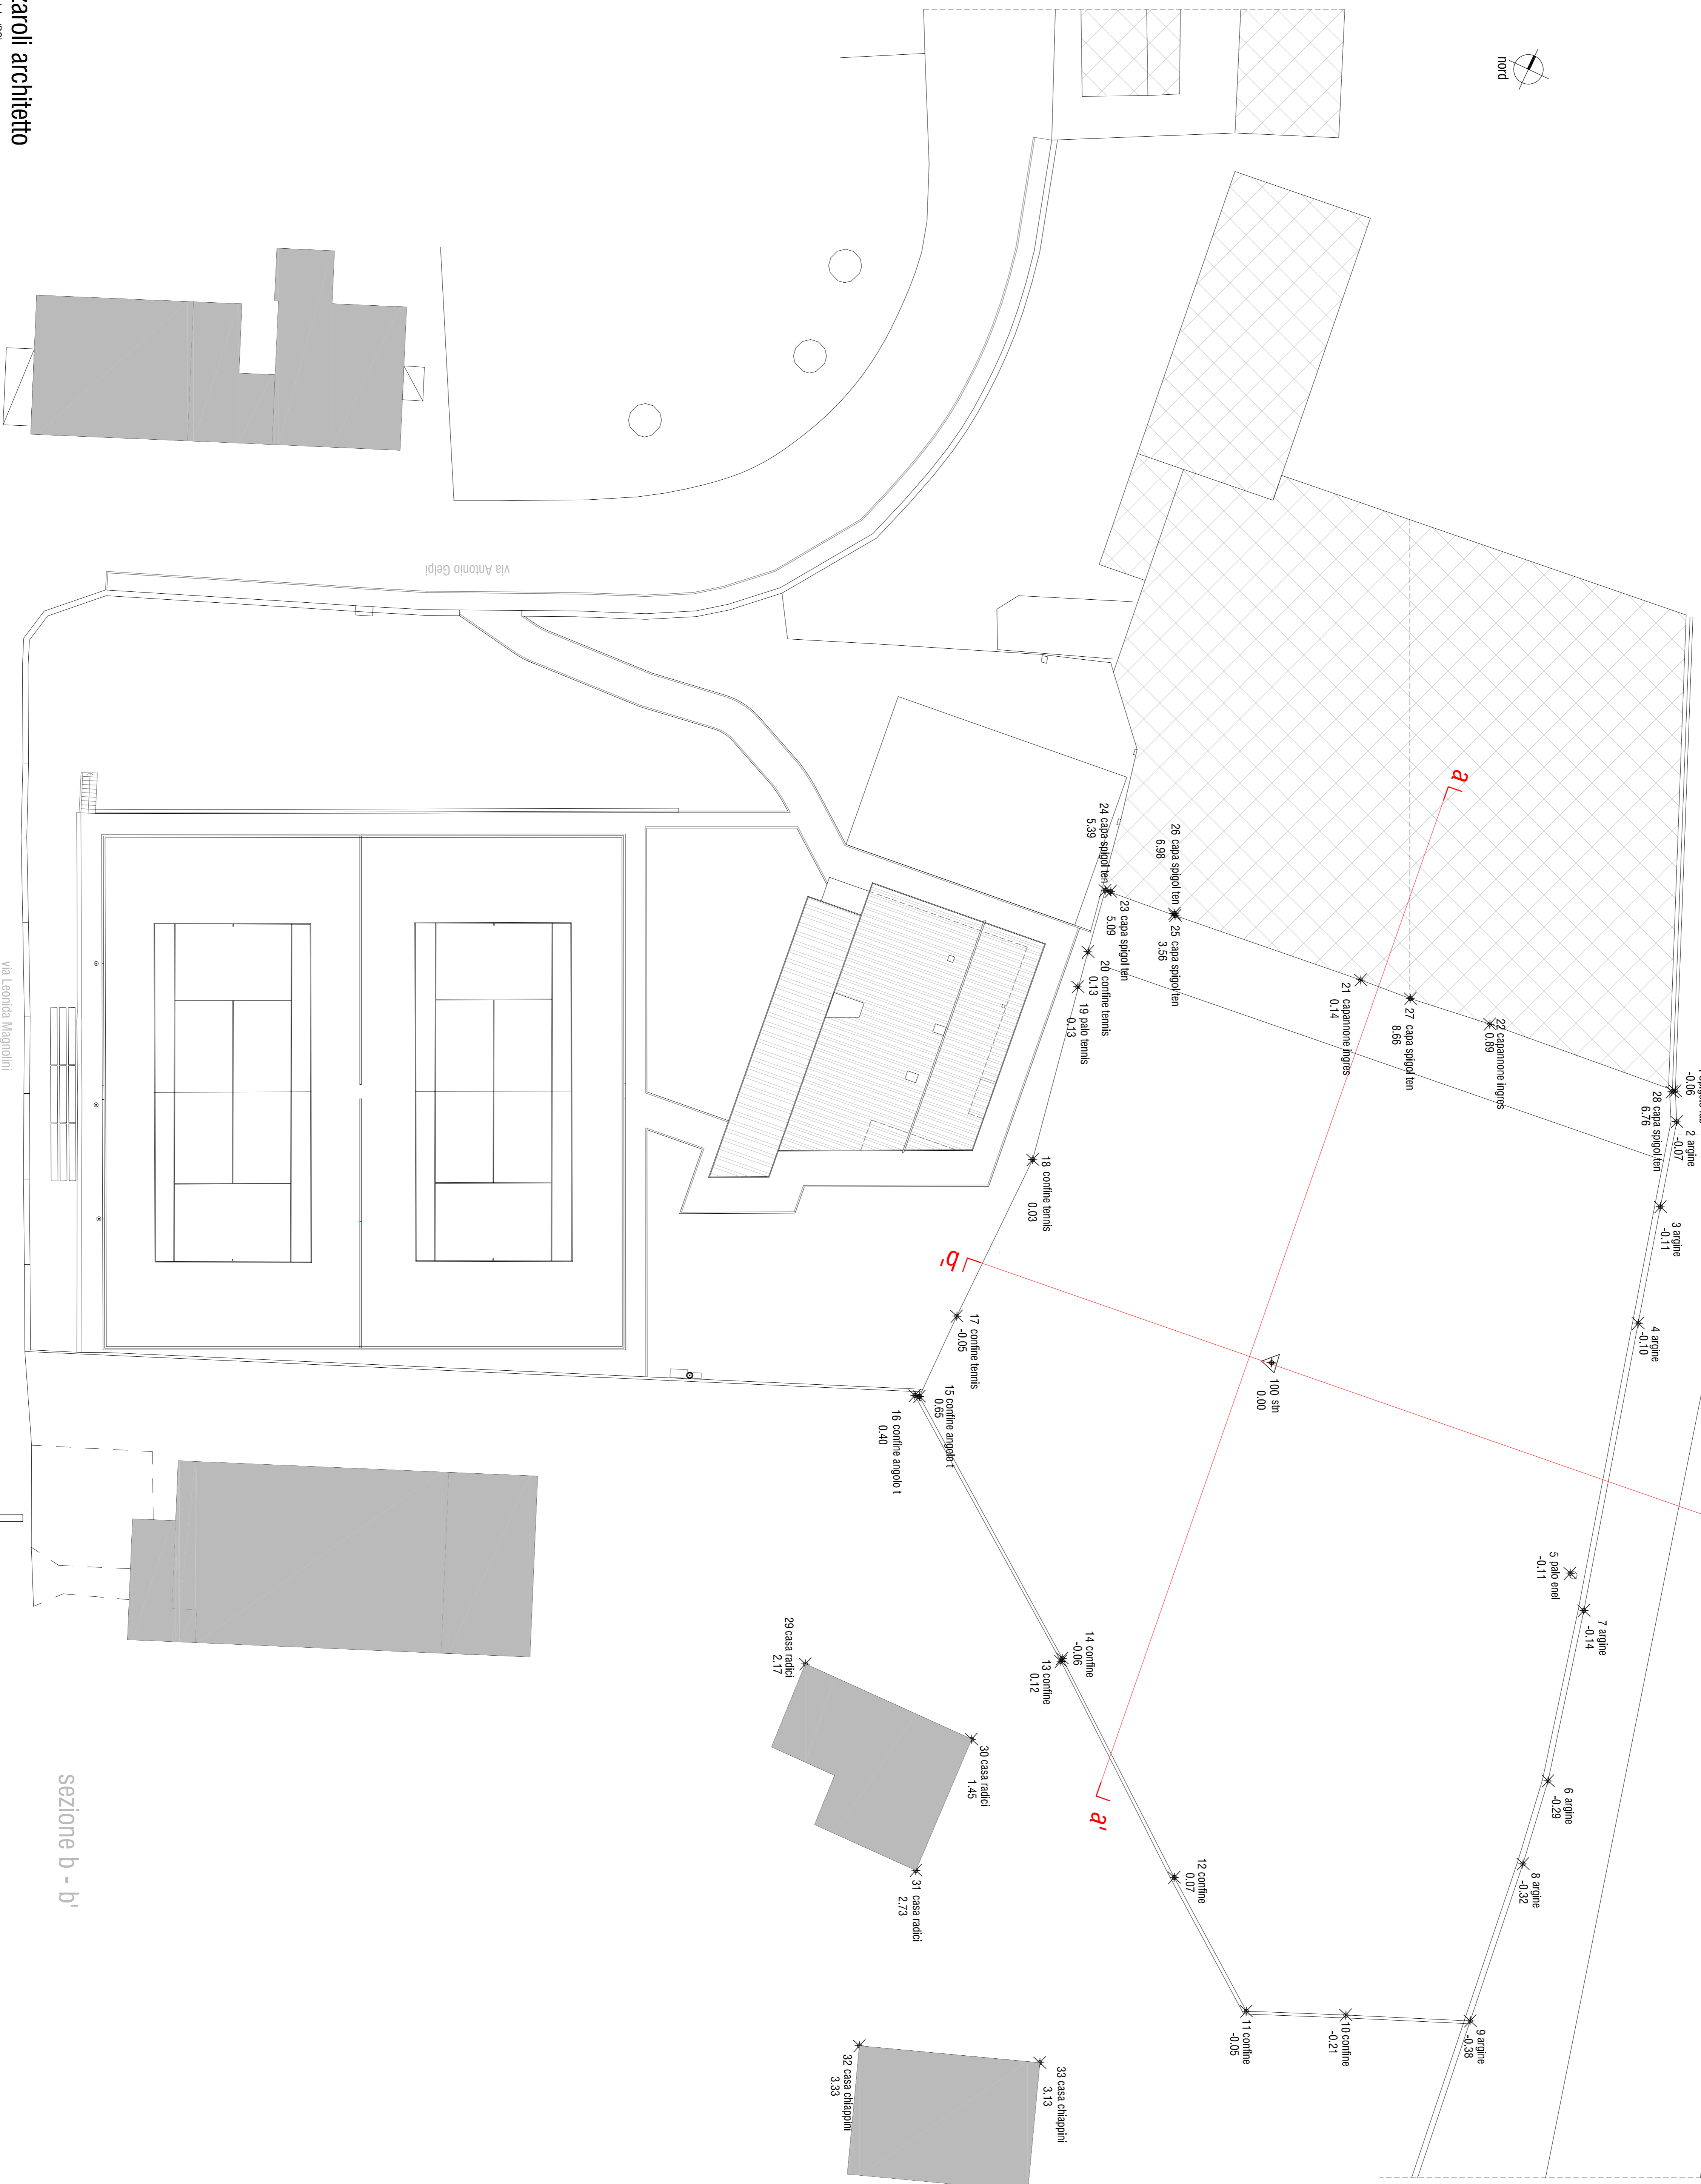 zaroli architetto
nord
via Antonio Gelpi
via Leonida Magnolini
sezione b - b'
a
a'
b'
-0.06
28 capa spigol ten
6.76
2 argine
-0.07
3 argine
-0.11
4 argine
-0.10
5 palo enel
-0.11
7 argine
-0.14
6 argine
-0.29
8 argine
-0.32
9 argine
-0.38
10 confine
-0.21
11 confine
-0.05
12 confine
0.07
14 confine
-0.06
13 confine
0.12
15 confine angolo t
0.65
16 confine angolo t
0.40
17 confine tennis
-0.05
18 confine tennis
0.03
19 palo tennis
0.13
20 confine tennis
0.13
21 capannone ingres
0.14
22 capannone ingres
0.89
23 capa spigol ten
5.09
24 capa spigol ten
5.39
25 capa spigol ten
3.56
26 capa spigol ten
6.98
27 capa spigol ten
8.66
29 casa radici
2.17
30 casa radici
1.45
31 casa radici
2.73
32 casa chiappini
3.33
33 casa chiappini
3.13
100 stn
0.00